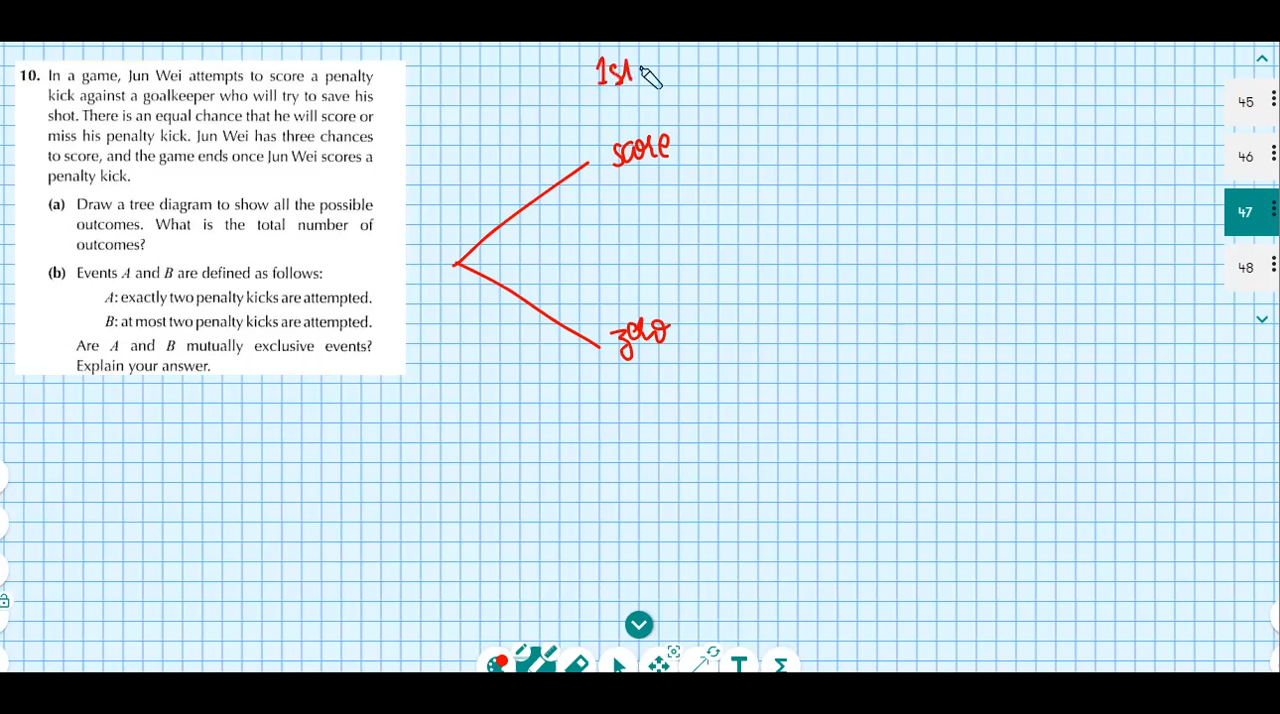 10. In a game, Jun Wei attempts to score a penalty
kick against a goalkeeper who will try to save his
shot. There is an equal chance that he will score or
miss his penalty kick. Jun Wei has three chances
to score, and the game ends once Jun Wei scores a
penalty kick.
(a) Draw a tree diagram to show all the possible
outcomes. What is the total number of
outcomes?
(b) Events A and B are defined as follows:
A: exactly two penalty kicks are attempted.
B: at most two penalty kicks are attempted.
Are A and B mutually exclusive events?
Explain your answer.
1st
score
zero
45
46
47
48
T
Σ